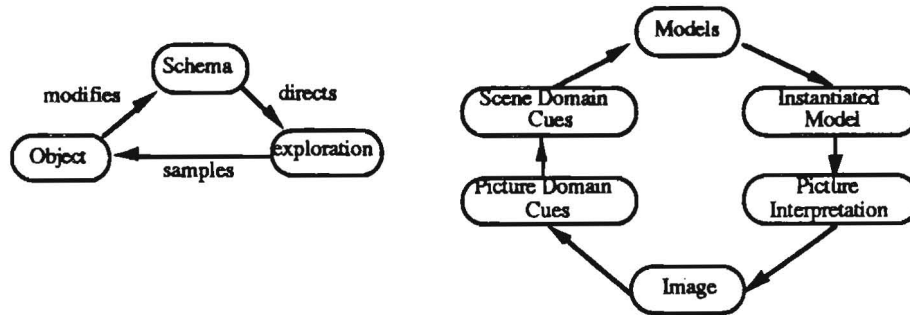 Schema
modifies
directs
Object
exploration
samples
Models
Scene Domain
Cues
Instantiated
Model
Picture Domain
Cues
Picture
Interpretation
Image